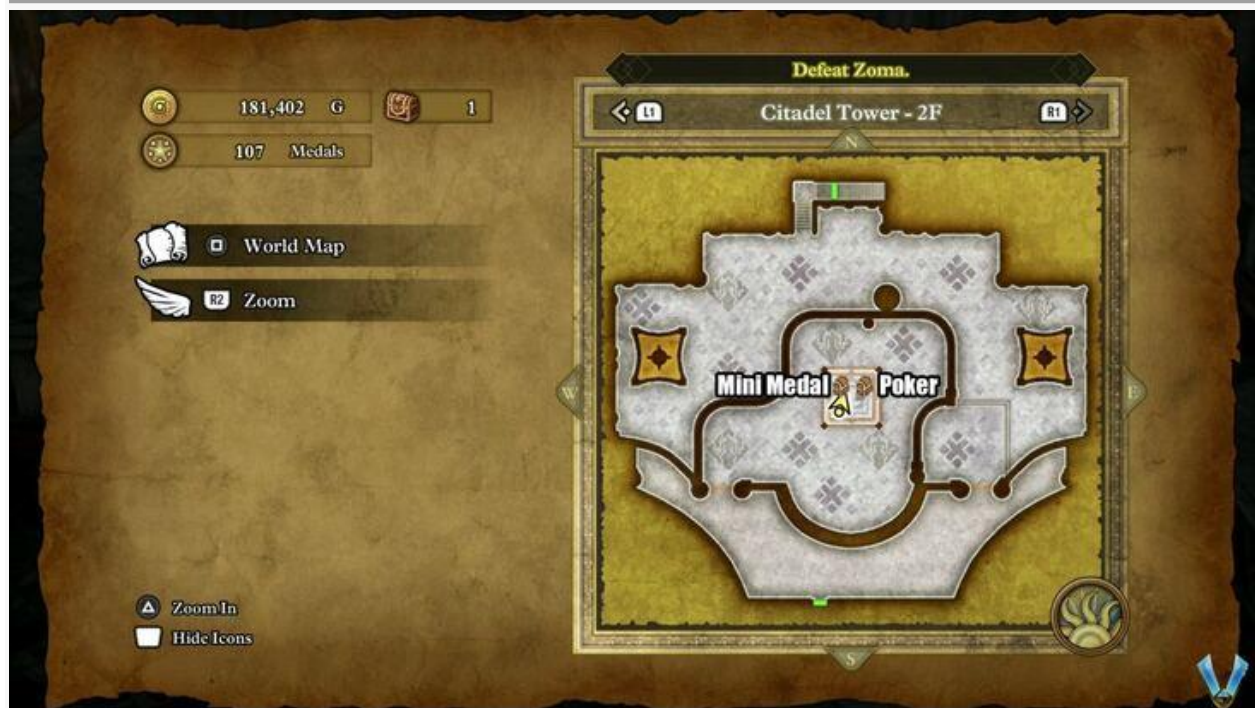 181,402 G
1
107 Medals
World Map
R2 Zoom
Zoom In
Hide Icons
Defeat Zoma.
L1 Citadel Tower - 2F R1
N
W
E
Mini Medal Poker
S